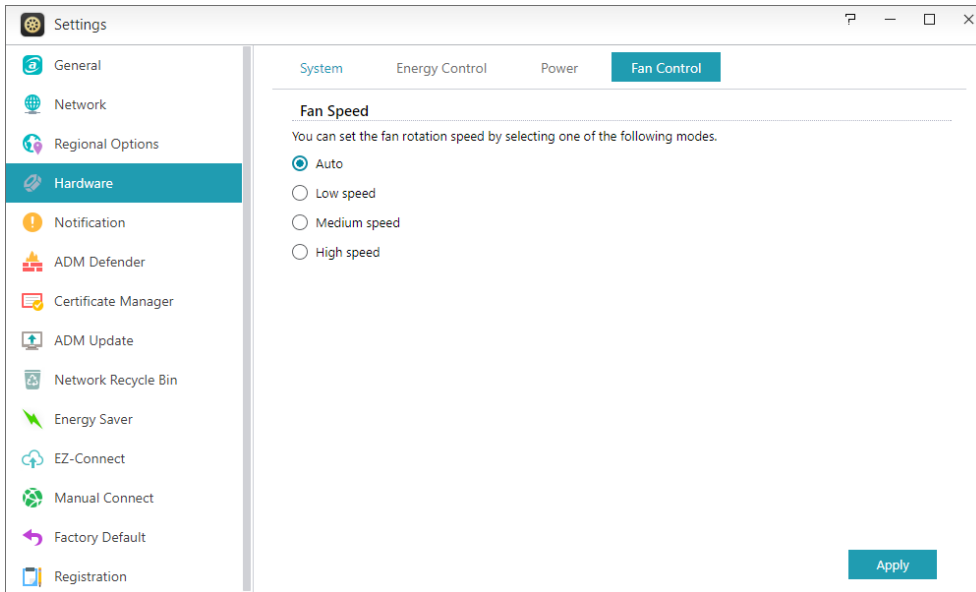 Settings
General
Network
Regional Options
Hardware
Notification
ADM Defender
Certificate Manager
ADM Update
Network Recycle Bin
Energy Saver
EZ-Connect
Manual Connect
Factory Default
Registration
System Energy Control Power Fan Control
Fan Speed
You can set the fan rotation speed by selecting one of the following modes.
Auto
Low speed
Medium speed
High speed
Apply